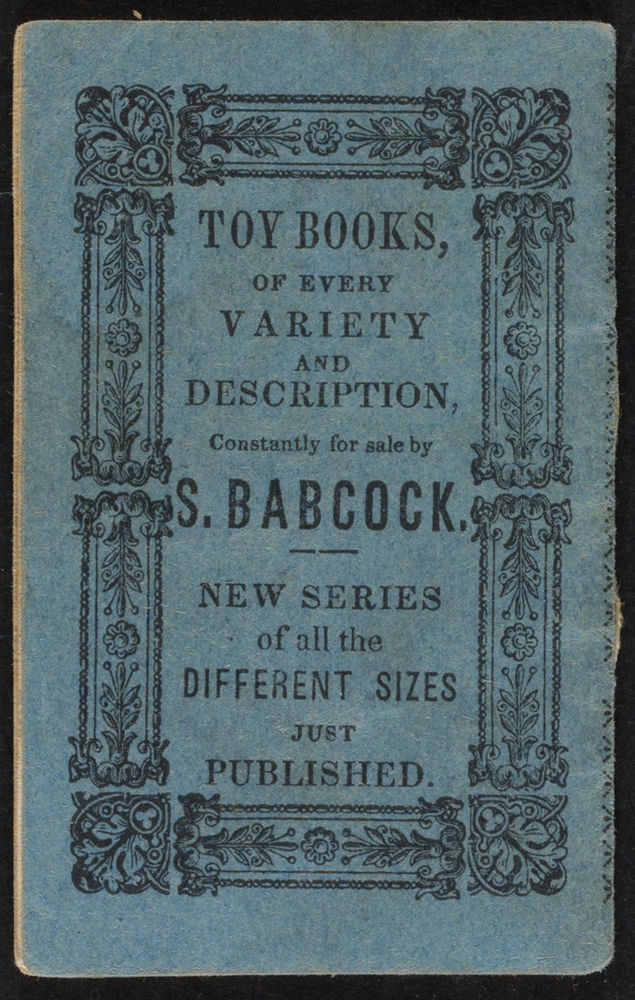 TOY BOOKS,
OF EVERY
VARIETY
AND
DESCRIPTION,
Constantly for sale by
S. BABCOCK.
NEW SERIES
of all the
DIFFERENT SIZES
JUST
PUBLISHED.